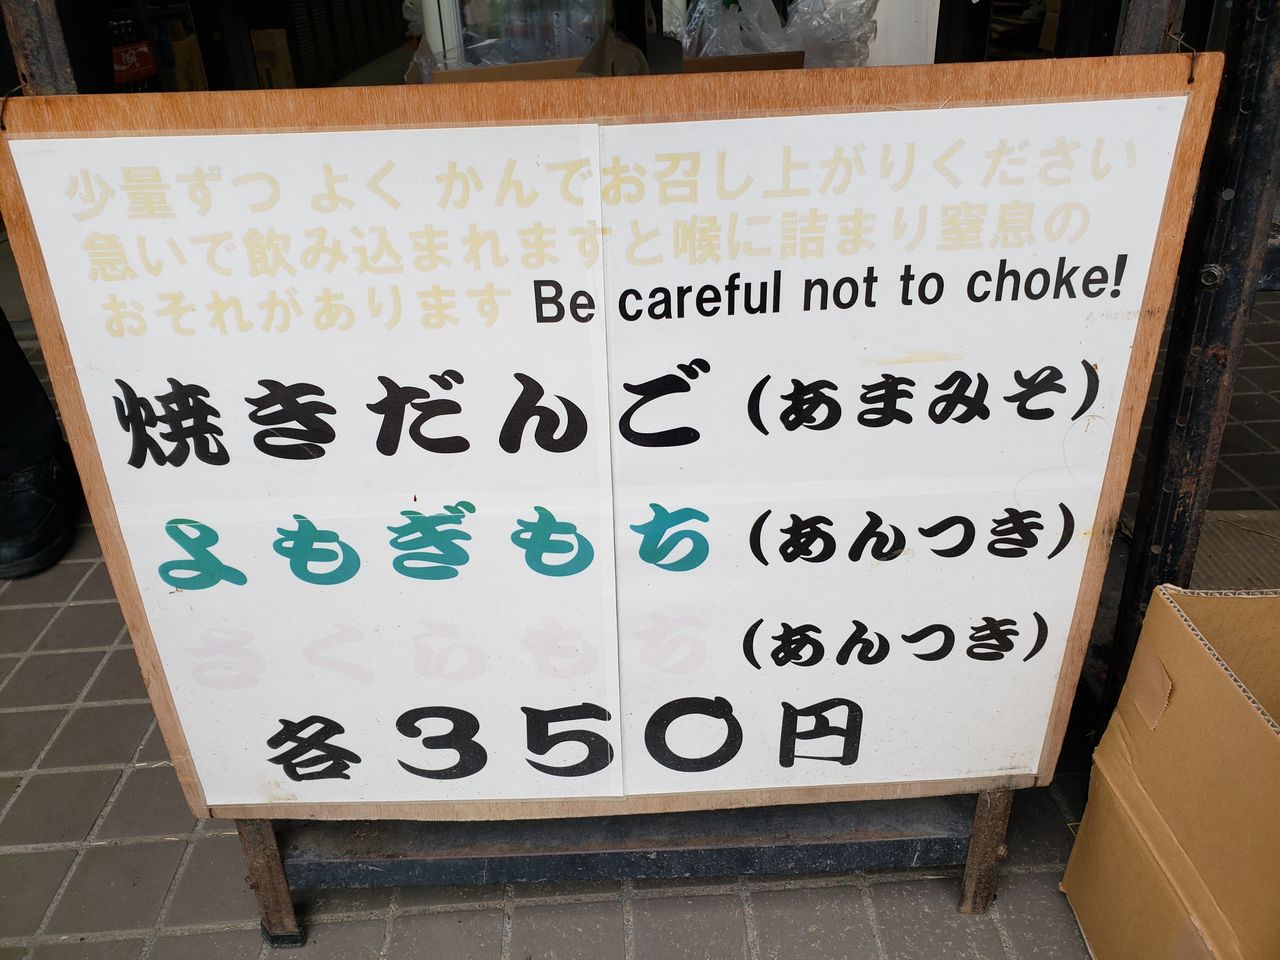 少量ずつ よく かんでお召し上がりください
急いで飲み込まれますと喉に詰まり窒息の
おそれがあります Be careful not to choke!
焼きだんご (あまみそ)
よもぎもち (あんつき)
さくらもち (あんつき)
各350円